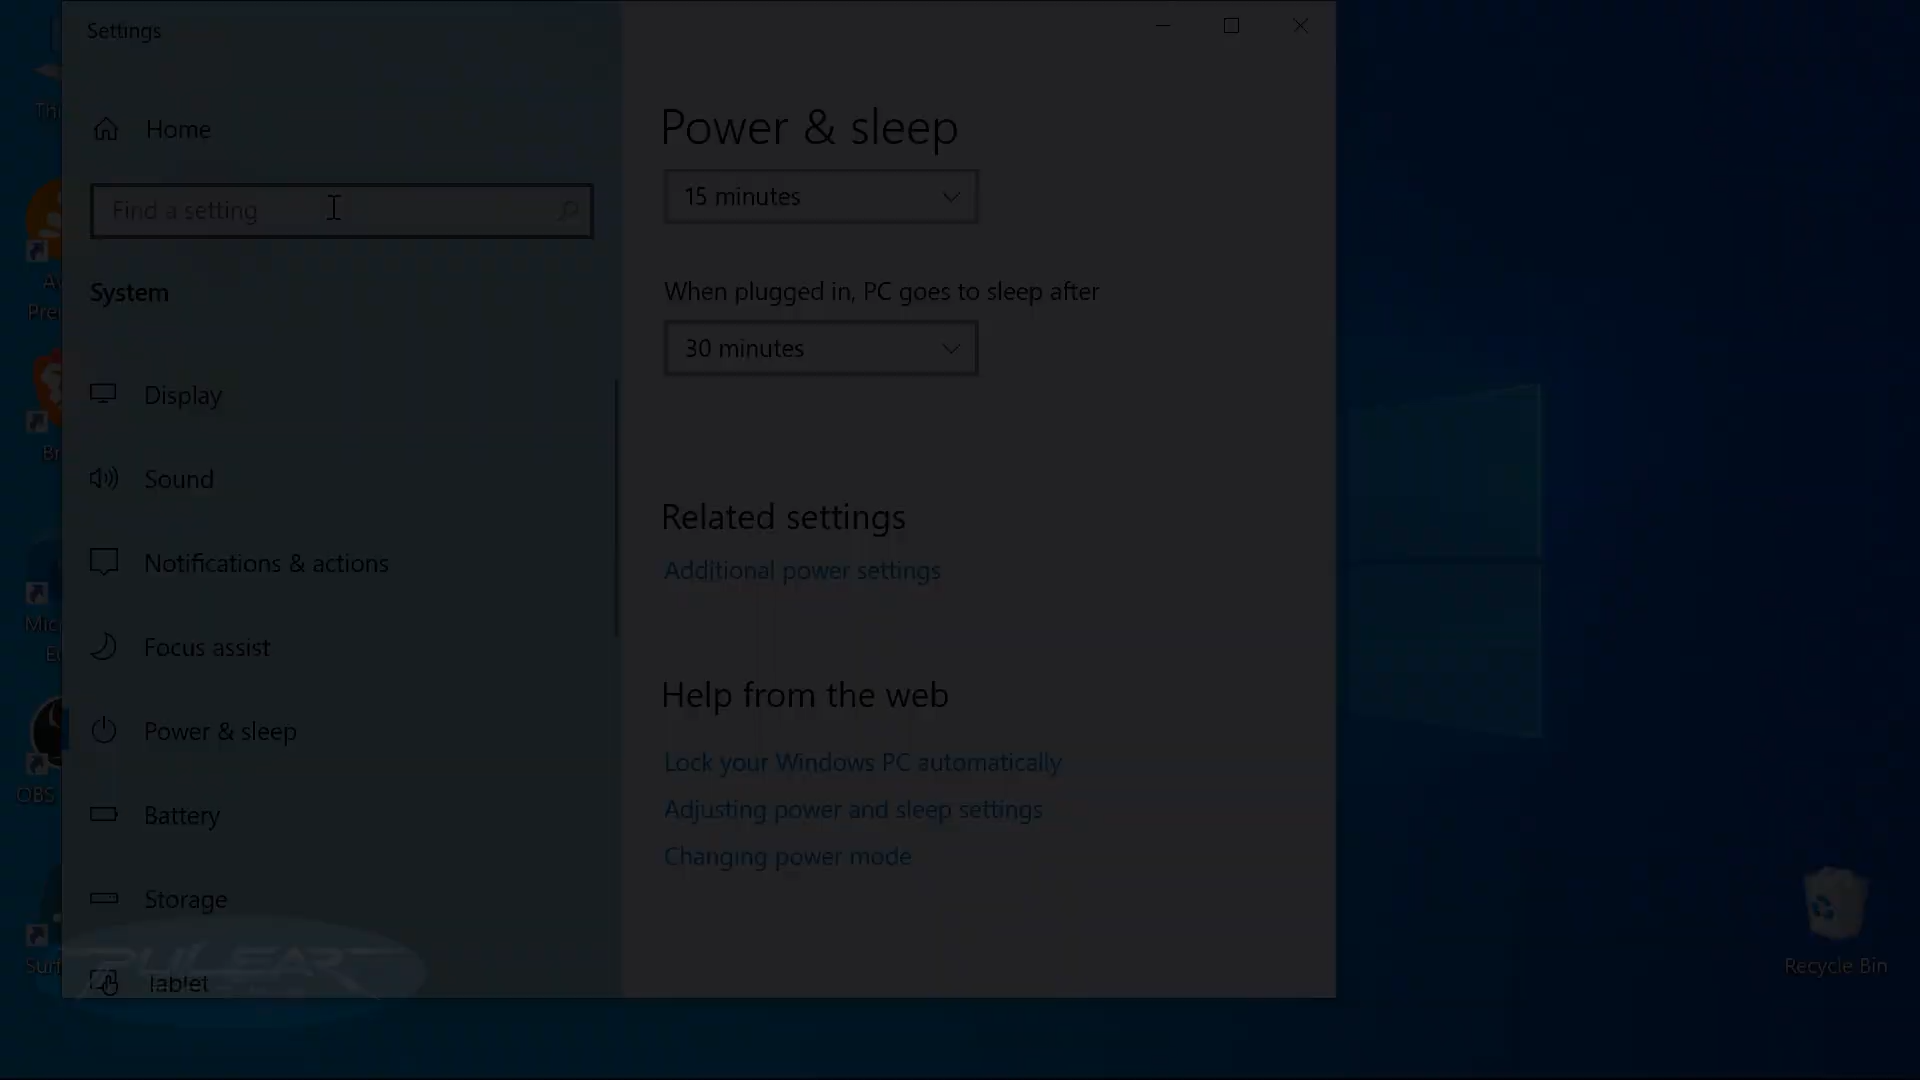 Settings
Home
Find a setting
System
Display
Sound
Notifications & actions
Focus assist
Power & sleep
Battery
Storage
Tablet
Power & sleep
15 minutes
When plugged in, PC goes to sleep after
30 minutes
Related settings
Additional power settings
Help from the web
Lock your Windows PC automatically
Adjusting power and sleep settings
Changing power mode
OBS
Recycle Bin